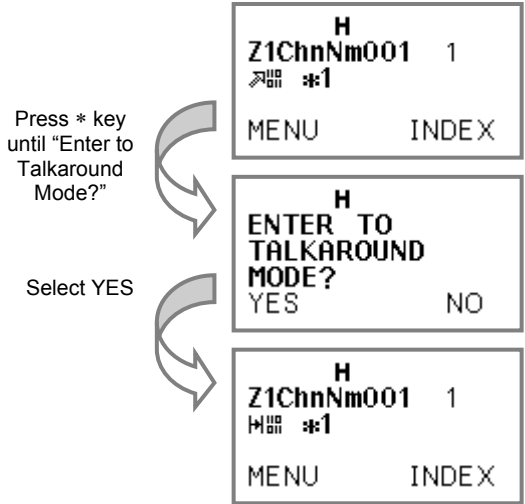 H
Z1ChnNm001 1
*1
MENU INDEX
Press * key
until “Enter to
Talkaround
Mode?”
H
ENTER TO
TALKAROUND
MODE?
YES NO
Select YES
H
Z1ChnNm001 1
*1
MENU INDEX